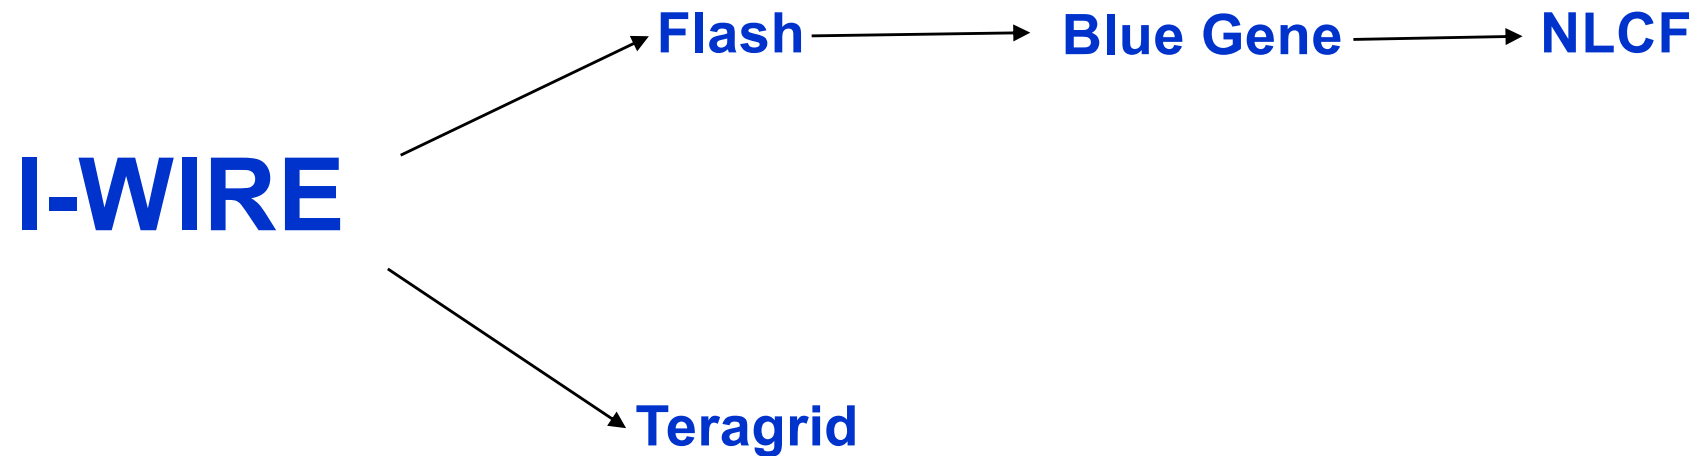 Flash
Blue Gene
NLCF
I-WIRE
Teragrid